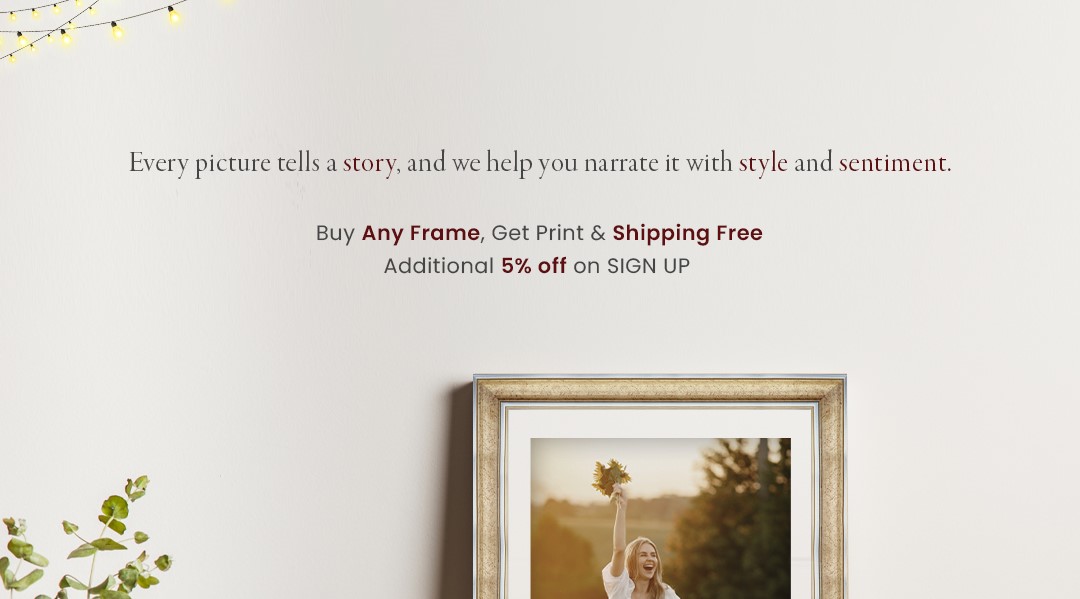 Every picture tells a story, and we help you narrate it with style and sentiment.
Buy Any Frame, Get Print & Shipping Free
Additional 5% off on SIGN UP